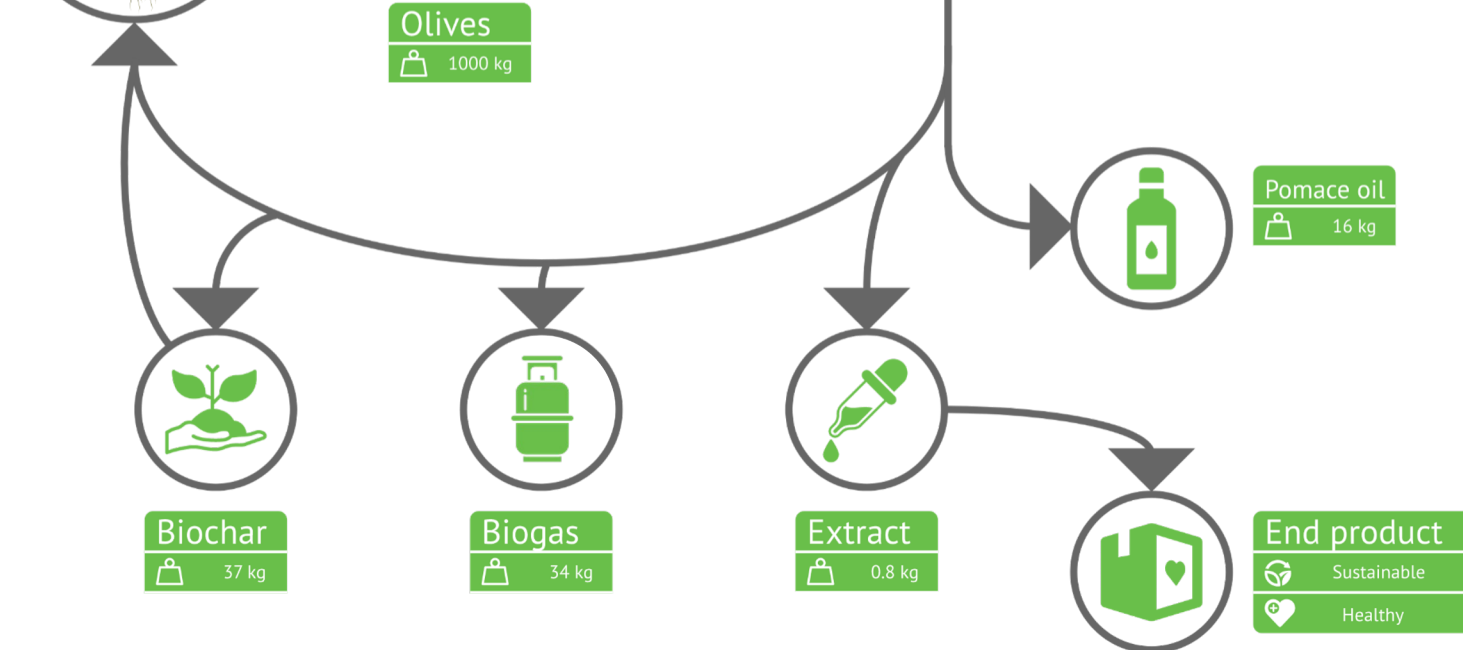 Olives
1000 kg
Pomace oil
16 kg
Biochar
37 kg
Biogas
34 kg
Extract
0.8 kg
End product
Sustainable
Healthy